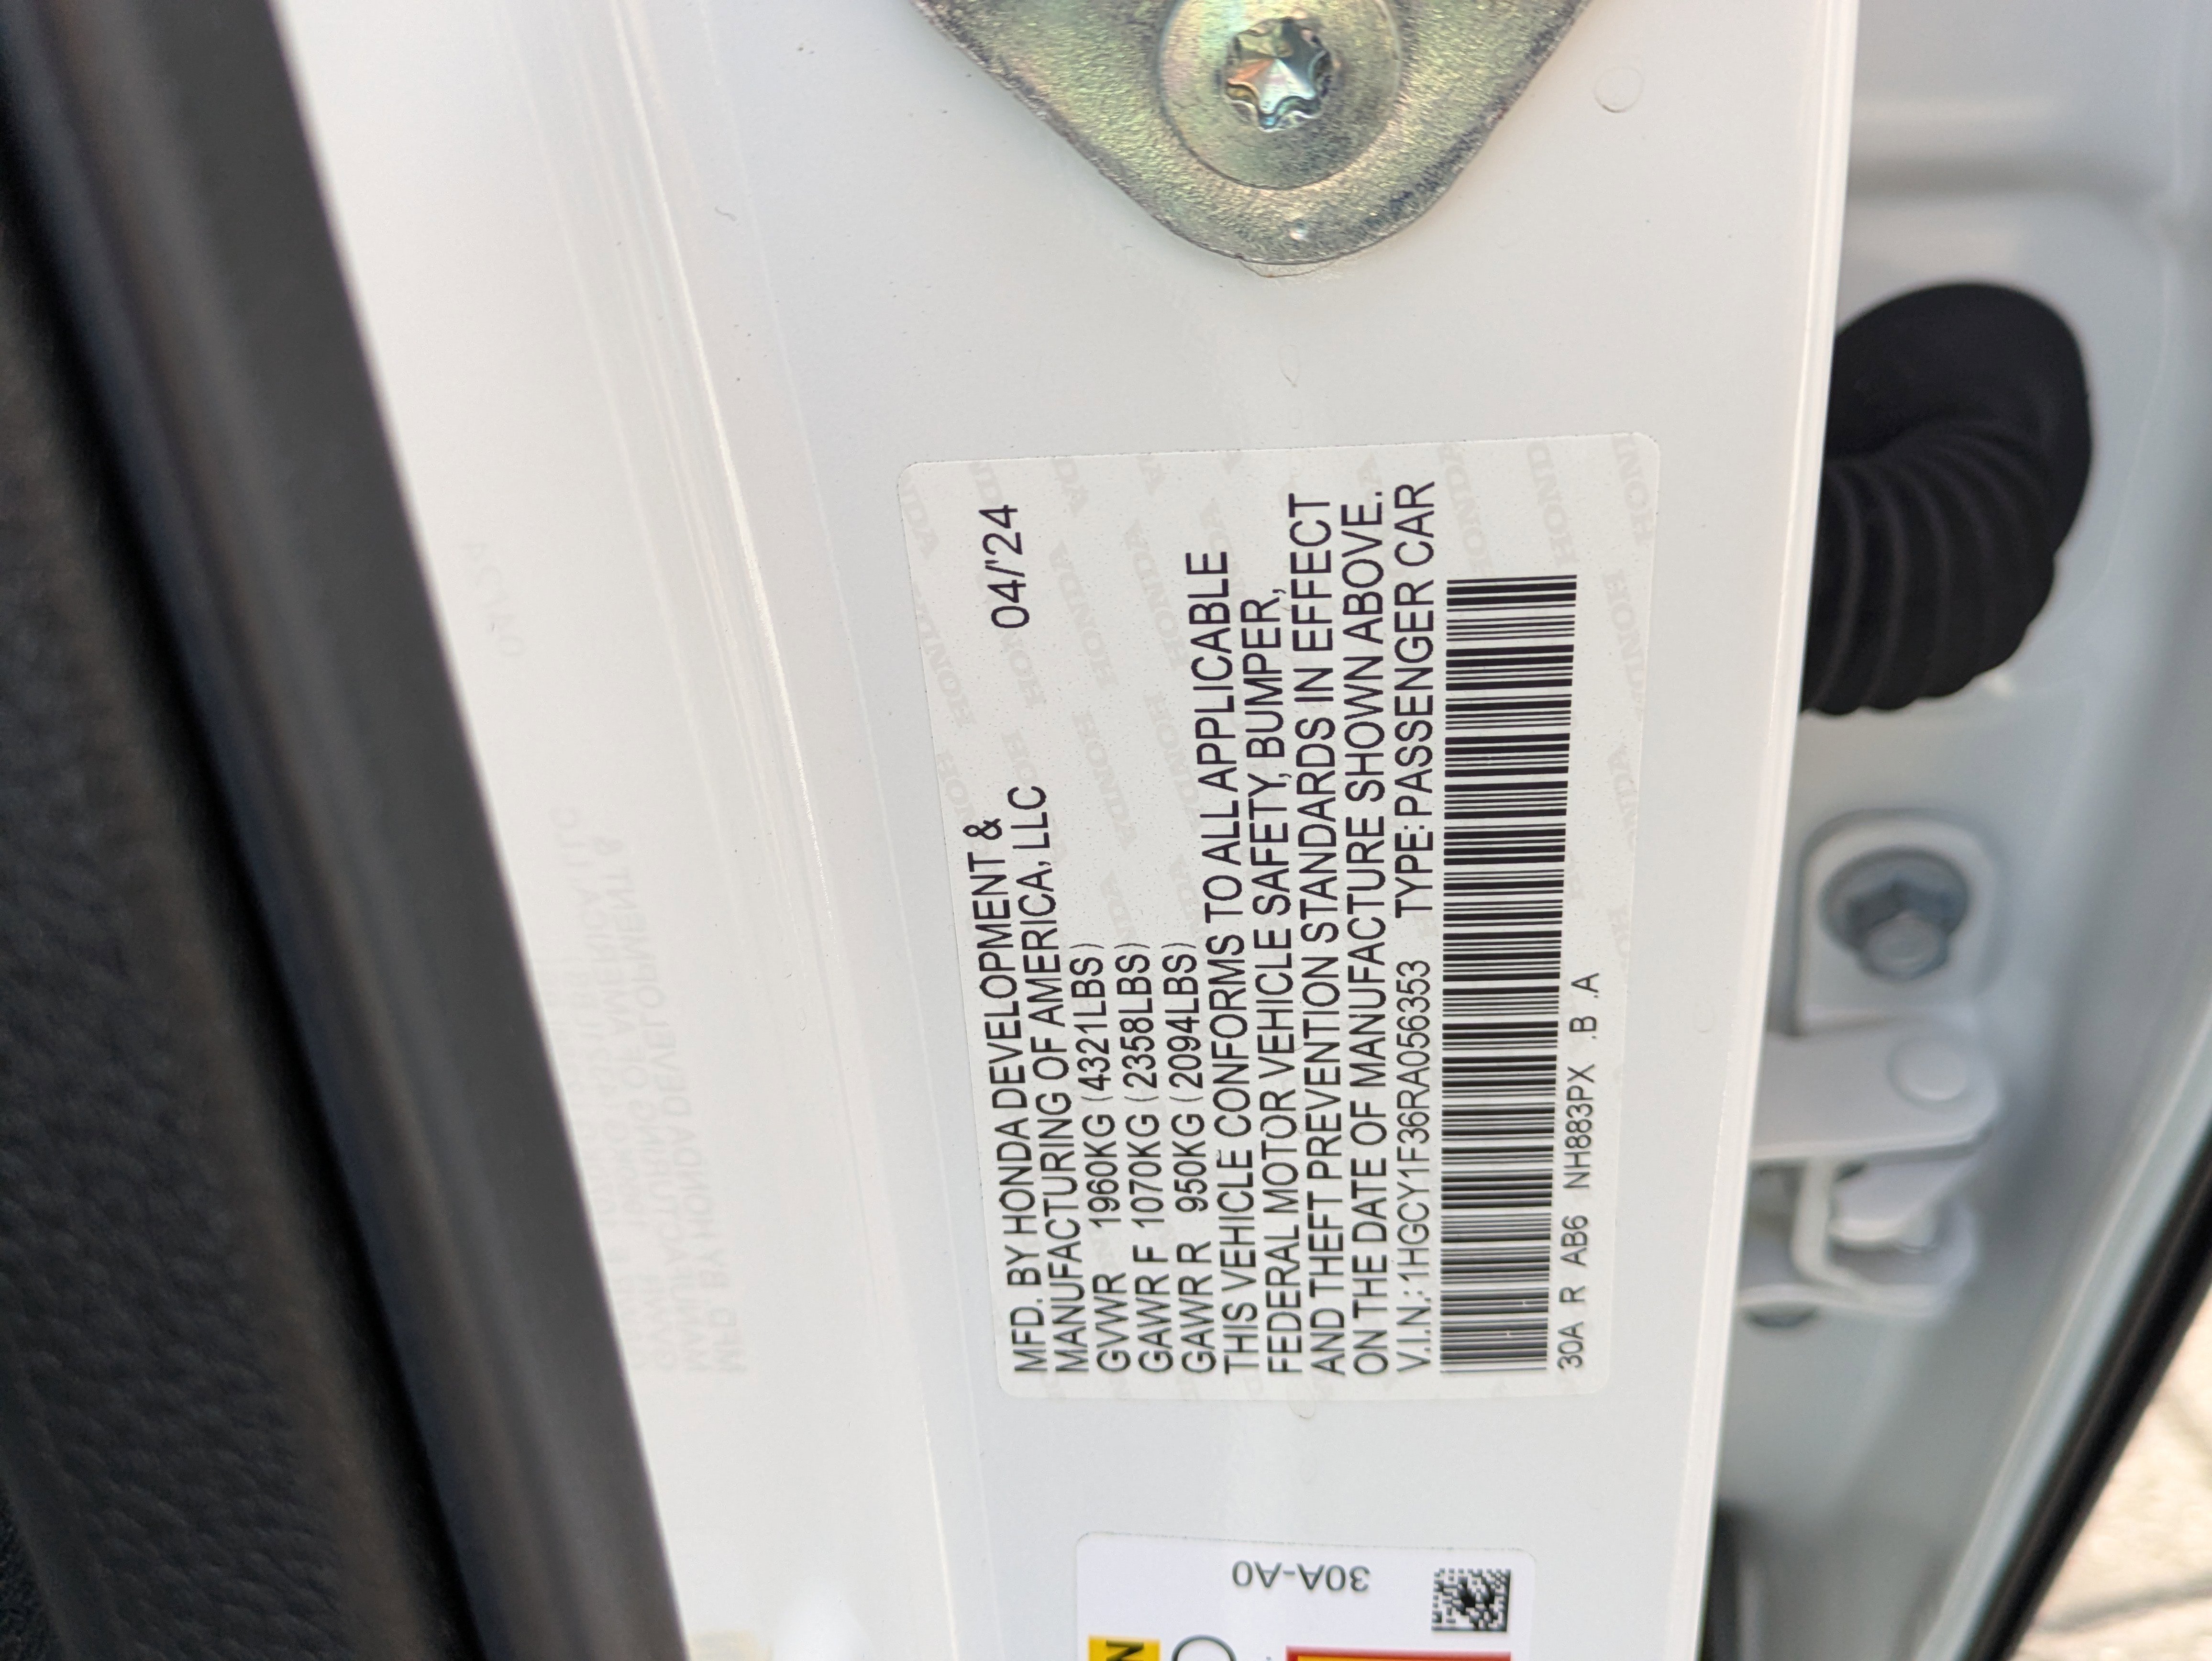 MFD. BY HONDA DEVELOPMENT & 04/'24
MANUFACTURING OF AMERICA, LLC
GVWR 1960KG (4321LBS)
GAWR F 1070KG (2358LBS)
GAWR R 950KG (2094LBS)
THIS VEHICLE CONFORMS TO ALL APPLICABLE
FEDERAL MOTOR VEHICLE SAFETY, BUMPER,
AND THEFT PREVENTION STANDARDS IN EFFECT
ON THE DATE OF MANUFACTURE SHOWN ABOVE.
V.I.N.: 1HGCY1F36RA056353 TYPE: PASSENGER CAR
30A R AB6 NH883PX .B .A
30A-A0